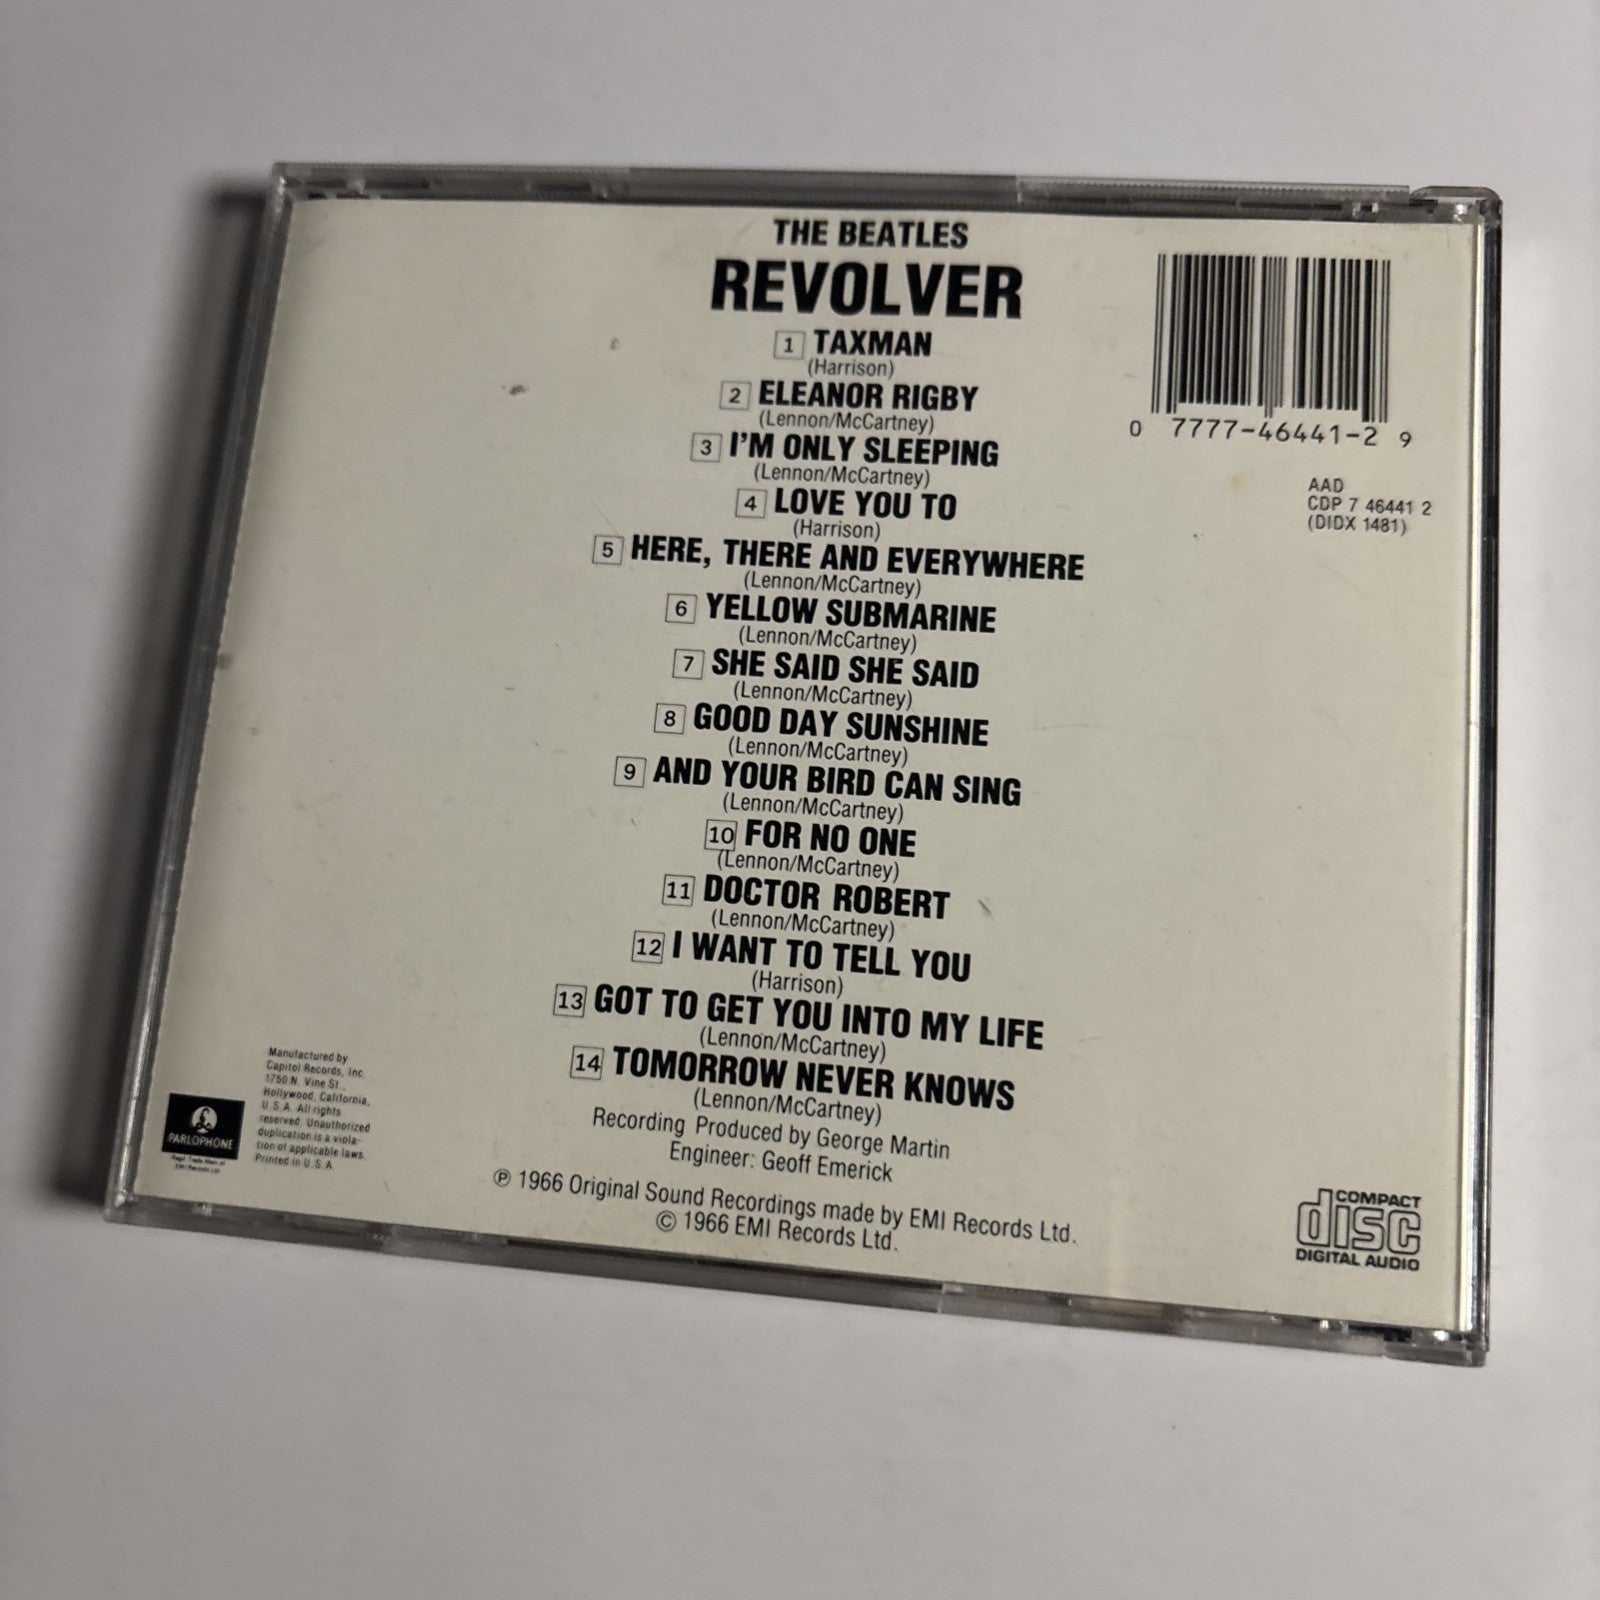 THE BEATLES
REVOLVER
1 TAXMAN
(Harrison)
2 ELEANOR RIGBY
(Lennon/McCartney)
3 I'M ONLY SLEEPING
(Lennon/McCartney)
4 LOVE YOU TO
(Harrison)
5 HERE, THERE AND EVERYWHERE
(Lennon/McCartney)
6 YELLOW SUBMARINE
(Lennon/McCartney)
7 SHE SAID SHE SAID
(Lennon/McCartney)
8 GOOD DAY SUNSHINE
(Lennon/McCartney)
9 AND YOUR BIRD CAN SING
(Lennon/McCartney)
10 FOR NO ONE
(Lennon/McCartney)
11 DOCTOR ROBERT
(Lennon/McCartney)
12 I WANT TO TELL YOU
(Harrison)
13 GOT TO GET YOU INTO MY LIFE
(Lennon/McCartney)
14 TOMORROW NEVER KNOWS
(Lennon/McCartney)
Recording Produced by George Martin
Engineer: Geoff Emerick
℗ 1966 Original Sound Recordings made by EMI Records Ltd.
© 1966 EMI Records Ltd.
0 7777-46441-2 9
AAD
CDP 7 46441 2
(DIDX 1481)
Manufactured by
Capitol Records, Inc.
1750 N. Vine St.,
Hollywood, California,
U.S.A. All rights
reserved. Unauthorized
duplication is a viola-
tion of applicable laws.
Printed in U.S.A.
PARLOPHONE
Regd. Trade Mark of
EMI Records Ltd.
COMPACT
disc
DIGITAL AUDIO